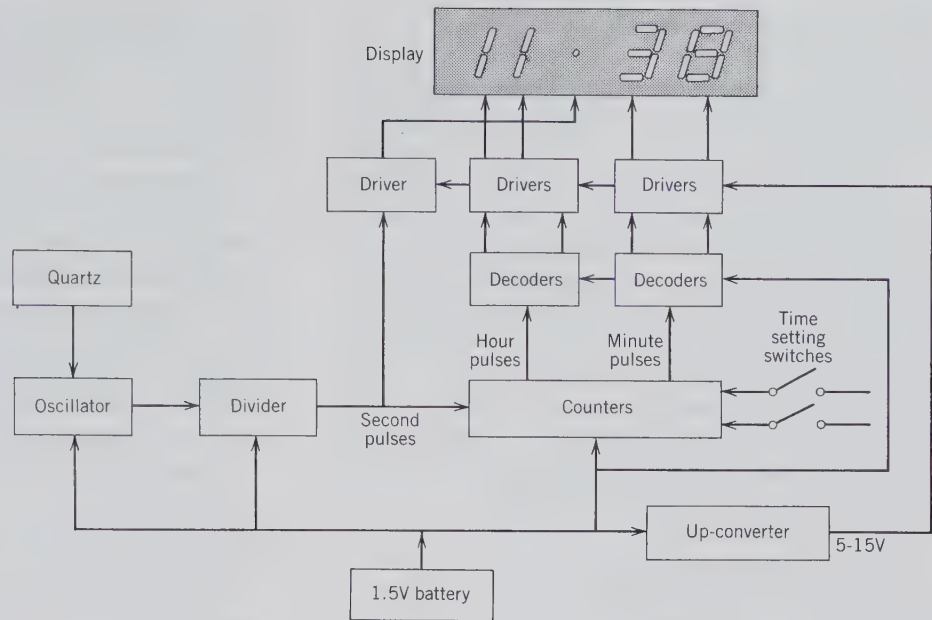 11 · 38
Display
Driver
Drivers
Drivers
Quartz
Decoders
Decoders
Hour
pulses
Minute
pulses
Time
setting
switches
Oscillator
Divider
Second
pulses
Counters
Up-converter
5-15V
1.5V battery